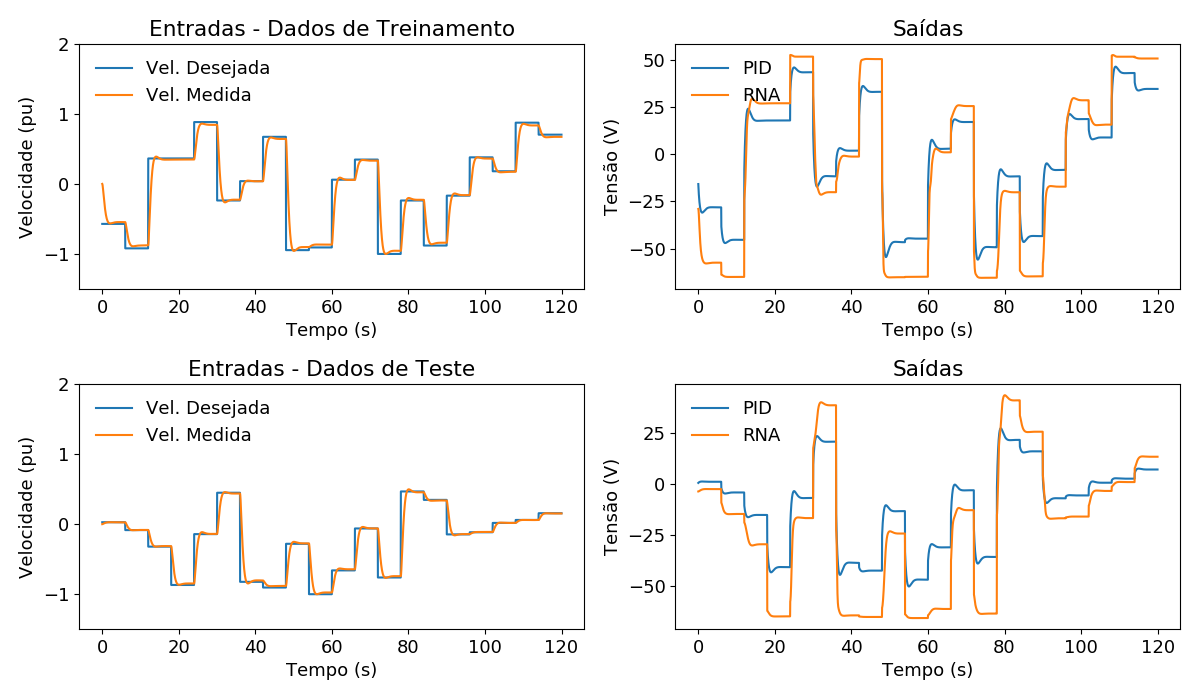 Entradas - Dados de Treinamento
Velocidade (pu)
2
1
0
−1
Vel. Desejada
Vel. Medida
0 20 40 60 80 100 120
Tempo (s)
Saídas
Tensão (V)
50
25
0
−25
−50
PID
RNA
0 20 40 60 80 100 120
Tempo (s)
Entradas - Dados de Teste
Velocidade (pu)
2
1
0
−1
Vel. Desejada
Vel. Medida
0 20 40 60 80 100 120
Tempo (s)
Saídas
Tensão (V)
25
0
−25
−50
PID
RNA
0 20 40 60 80 100 120
Tempo (s)